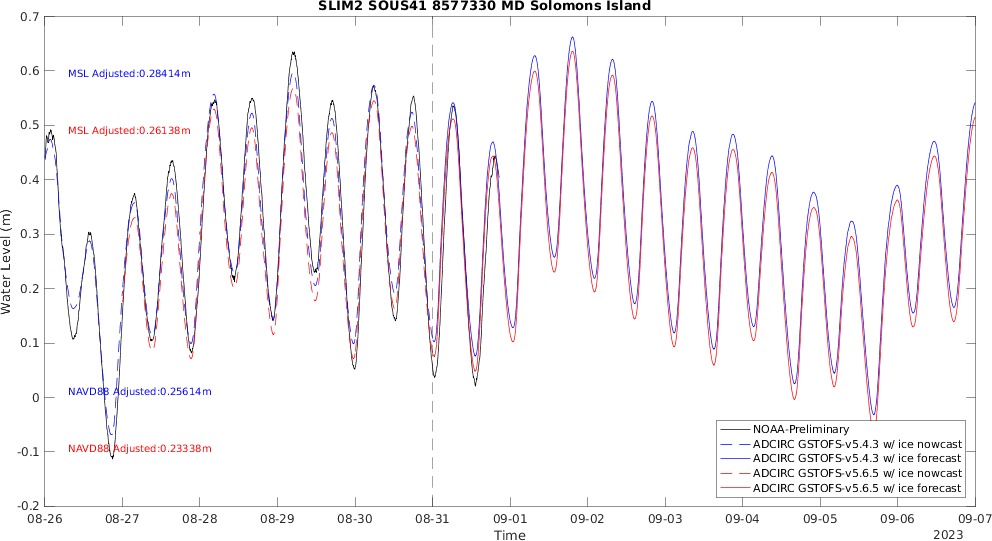 SLIM2 SOUS41 8577330 MD Solomons Island
0.7
0.6
0.5
0.4
0.3
0.2
0.1
0
-0.1
-0.2
Water Level (m)
MSL Adjusted:0.28414m
MSL Adjusted:0.26138m
NAVD88 Adjusted:0.25614m
NAVD88 Adjusted:0.23338m
NOAA-Preliminary
ADCIRC GSTOFS-v5.4.3 w/ ice nowcast
ADCIRC GSTOFS-v5.4.3 w/ ice forecast
ADCIRC GSTOFS-v5.6.5 w/ ice nowcast
ADCIRC GSTOFS-v5.6.5 w/ ice forecast
08-26 08-27 08-28 08-29 08-30 08-31 09-01 09-02 09-03 09-04 09-05 09-06 09-07
Time
2023